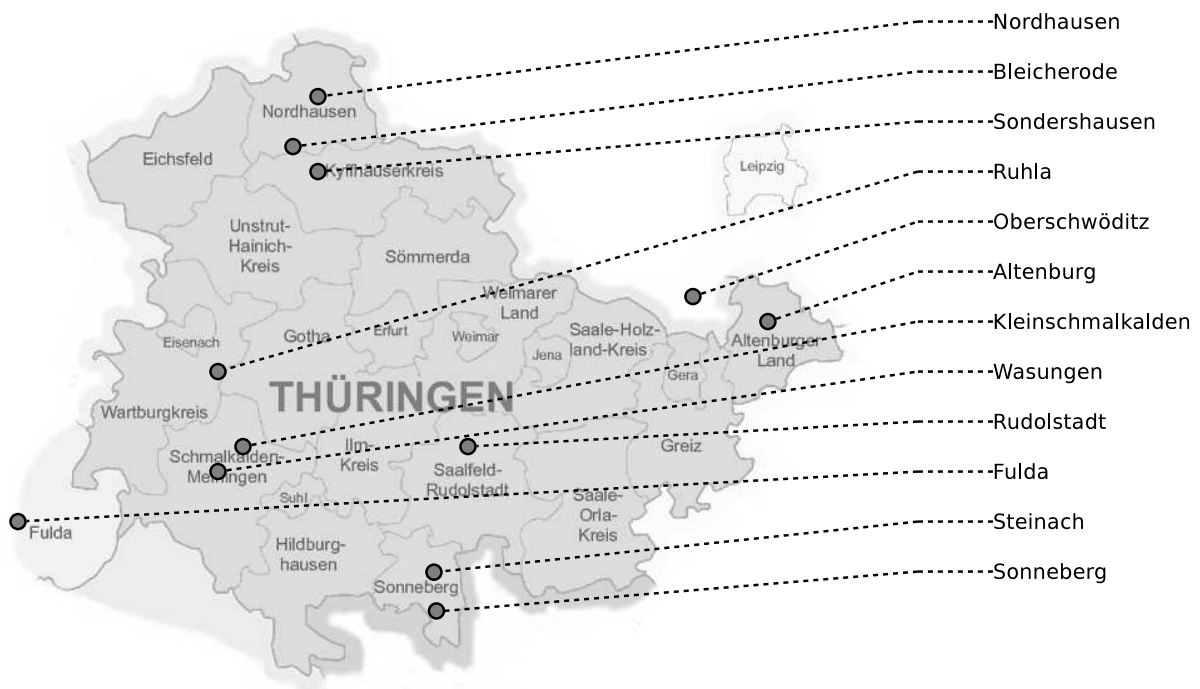 Nordhausen
Bleicherode
Sondershausen
Ruhla
Oberschwöditz
Altenburg
Kleinschmalkalden
Wasungen
Rudolstadt
Fulda
Steinach
Sonneberg
Nordhausen
Eichsfeld
Kyffhäuserkreis
Leipzig
Unstrut-
Hainich-
Kreis
Sömmerda
Weimarer
Land
Eisenach
Gotha
Erfurt
Weimar
Jena
Saale-Holz-
land-Kreis
Altenburger
Land
Gera
THÜRINGEN
Wartburgkreis
Schmalkalden-
Meiningen
Ilm-
Kreis
Saalfeld-
Rudolstadt
Greiz
Suhl
Saale-
Orla-
Kreis
Fulda
Hildburg-
hausen
Sonneberg